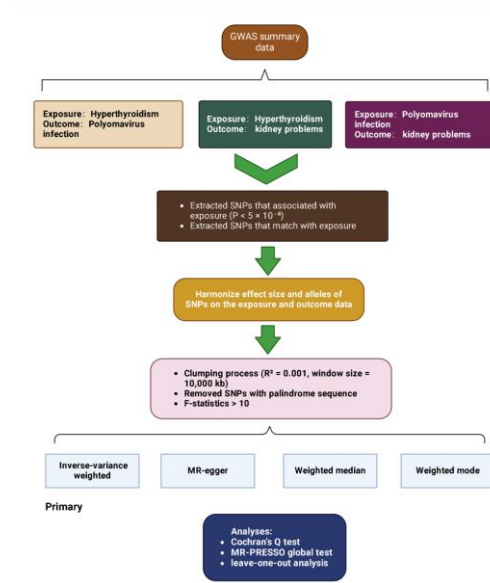 GWAS summary
data
Exposure: Hyperthyroidism
Outcome: Polyomavirus
infection
Exposure: Hyperthyroidism
Outcome: kidney problems
Exposure: Polyomavirus
infection
Outcome: kidney problems
• Extracted SNPs that associated with
exposure (P < 5 × 10⁻⁶)
• Extracted SNPs that match with exposure
Harmonize effect size and alleles of
SNPs on the exposure and outcome data
• Clumping process (R² = 0.001, window size =
10,000 kb)
• Removed SNPs with palindrome sequence
• F-statistics > 10
Inverse-variance
weighted
MR-egger
Weighted median
Weighted mode
Primary
Analyses:
• Cochran's Q test
• MR-PRESSO global test
• leave-one-out analysis